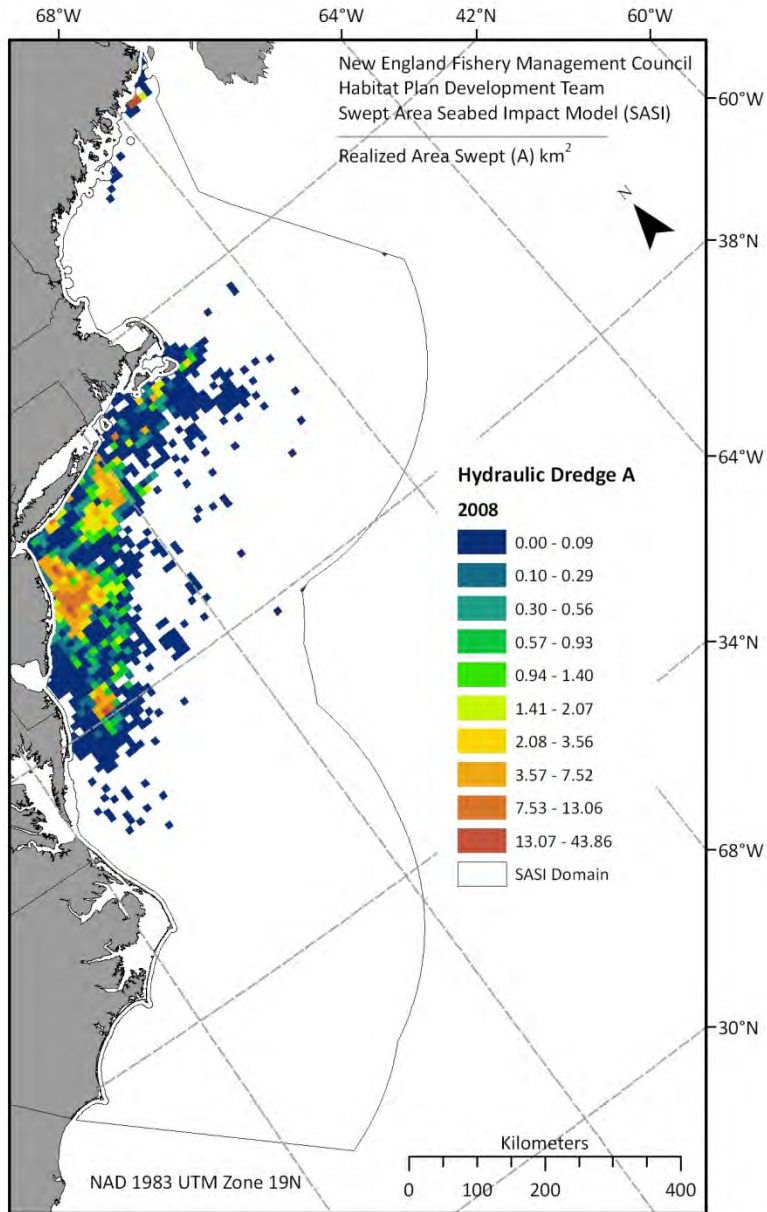 68°W 64°W 42°N 60°W
New England Fishery Management Council
Habitat Plan Development Team
Swept Area Seabed Impact Model (SASI)
Realized Area Swept (A) km²
60°W
N
38°N
64°W
Hydraulic Dredge A
2008
0.00 - 0.09
0.10 - 0.29
0.30 - 0.56
0.57 - 0.93
0.94 - 1.40
1.41 - 2.07
2.08 - 3.56
3.57 - 7.52
7.53 - 13.06
13.07 - 43.86
SASI Domain
34°N
68°W
30°N
Kilometers
0 100 200 400
NAD 1983 UTM Zone 19N